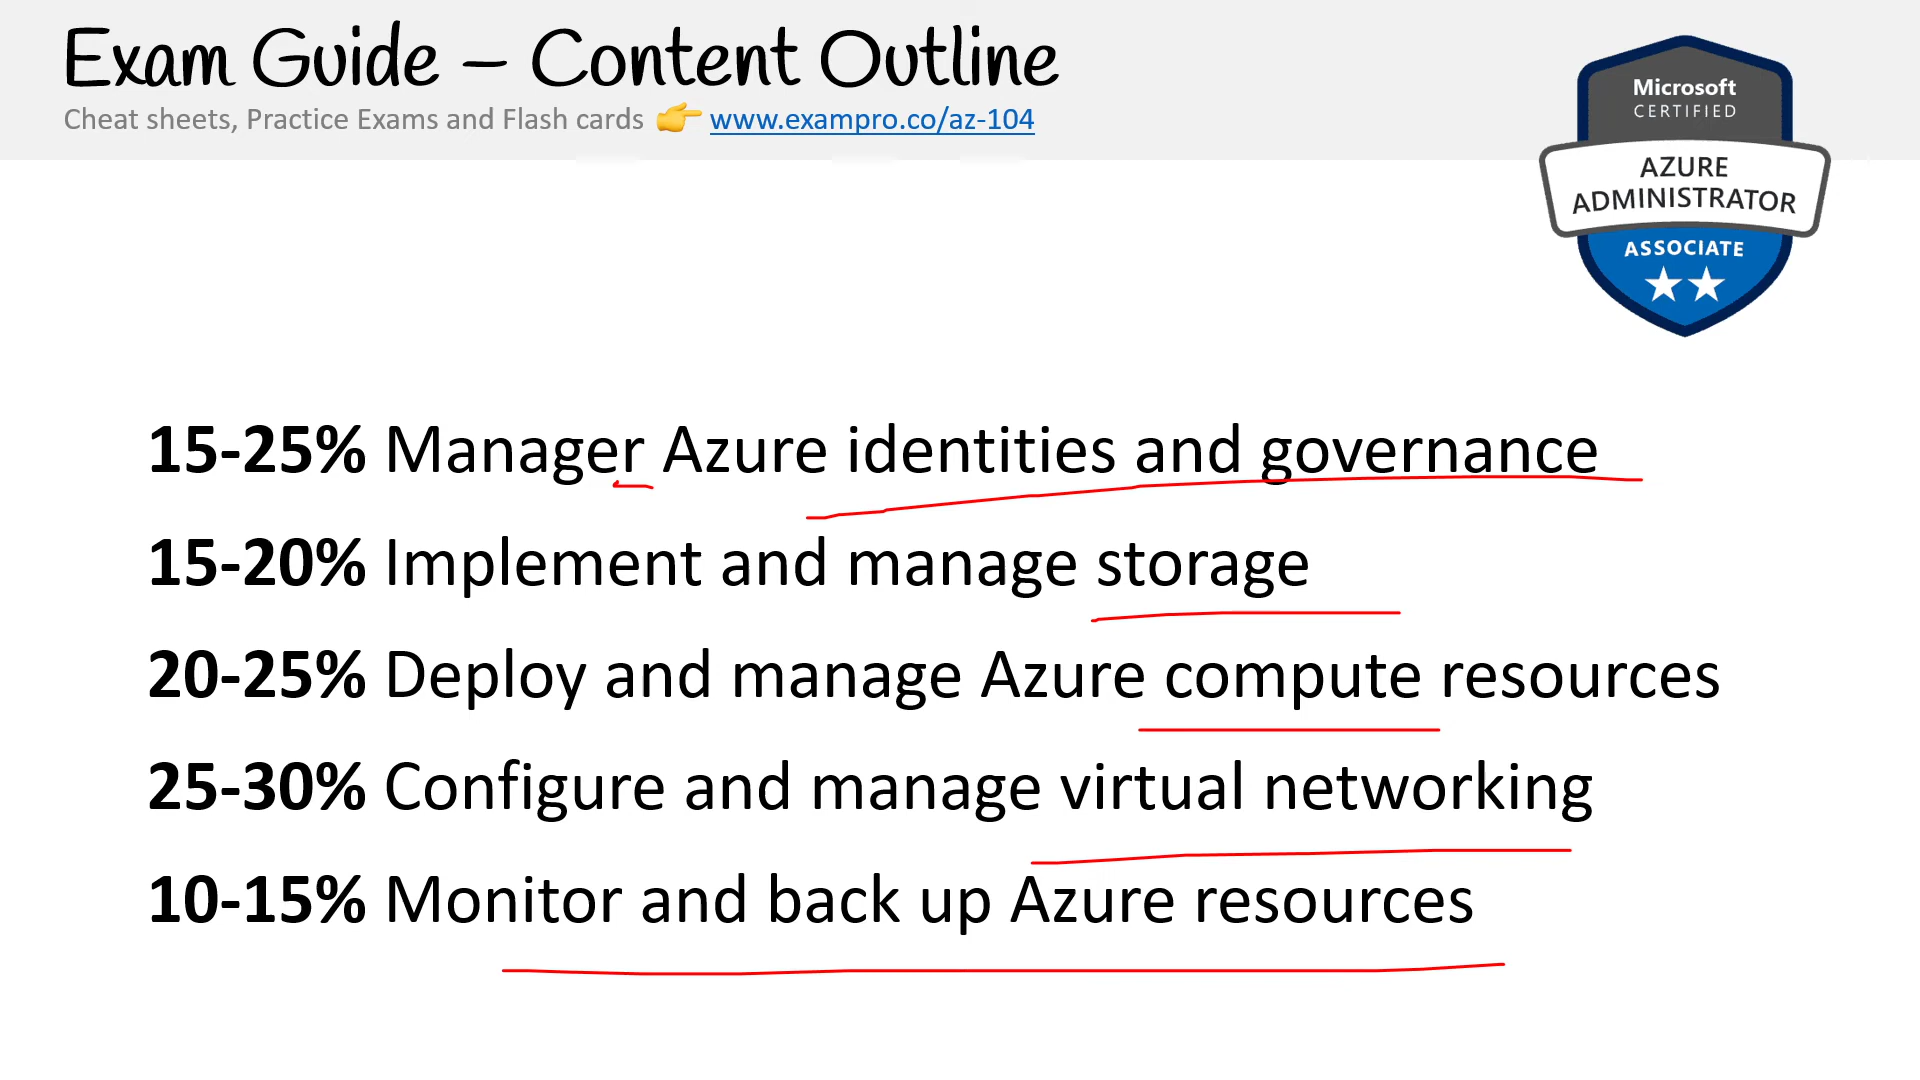 Exam Guide – Content Outline
Cheat sheets, Practice Exams and Flash cards 👉 www.exampro.co/az-104
Microsoft
CERTIFIED
AZURE
ADMINISTRATOR
ASSOCIATE
15-25% Manager Azure identities and governance
15-20% Implement and manage storage
20-25% Deploy and manage Azure compute resources
25-30% Configure and manage virtual networking
10-15% Monitor and back up Azure resources